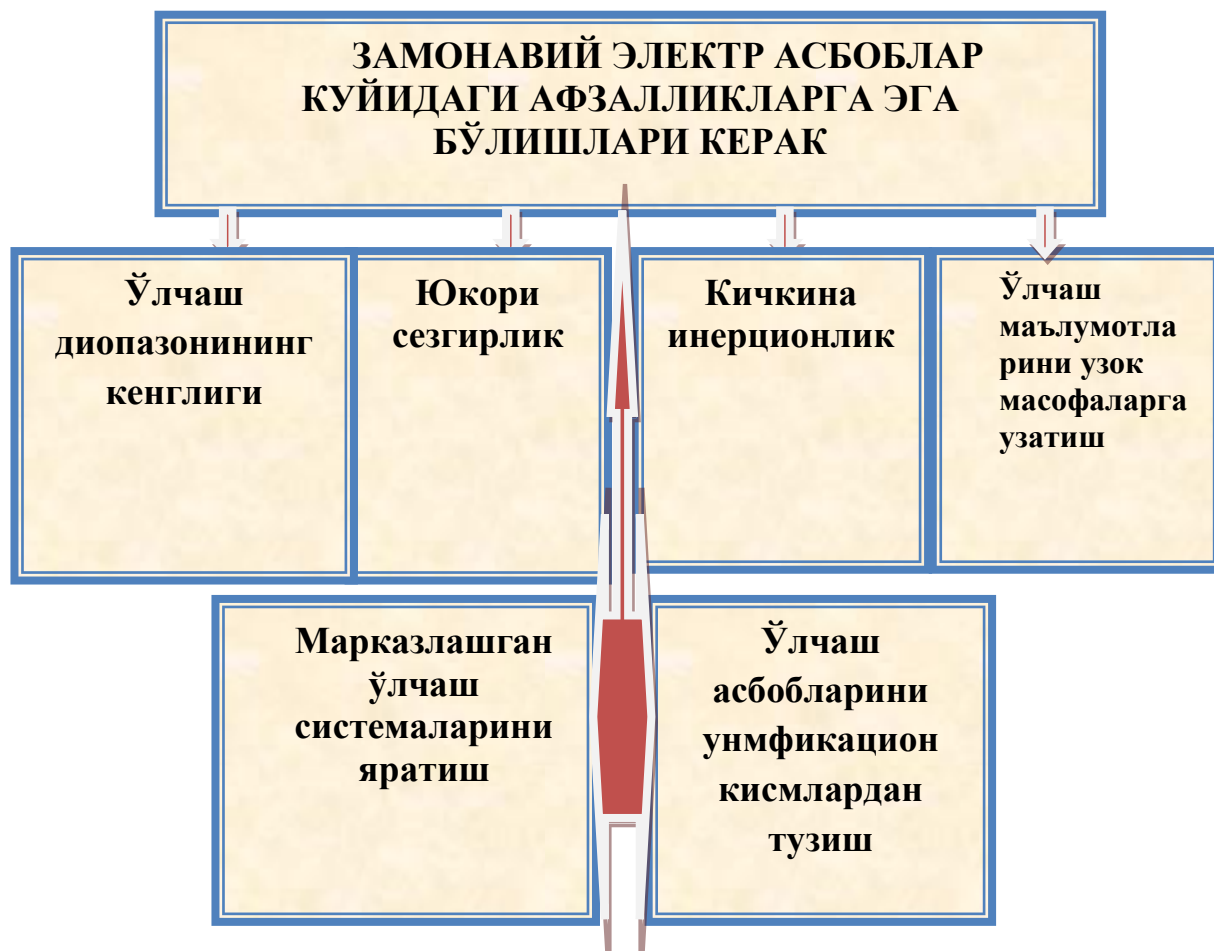 ЗАМОНАВИЙ ЭЛЕКТР АСБОБЛАР
КУЙИДАГИ АФЗАЛЛИКЛАРГА ЭГА
БЎЛИШЛАРИ КЕРАК
Ўлчаш
диопазонининг
кенглиги
Юкори
сезгирлик
Кичкина
инерционлик
Ўлчаш
маълумотла
рини узок
масофаларга
узатиш
Марказлашган
ўлчаш
системаларини
яратиш
Ўлчаш
асбобларини
унмфикацион
кисмлардан
тузиш